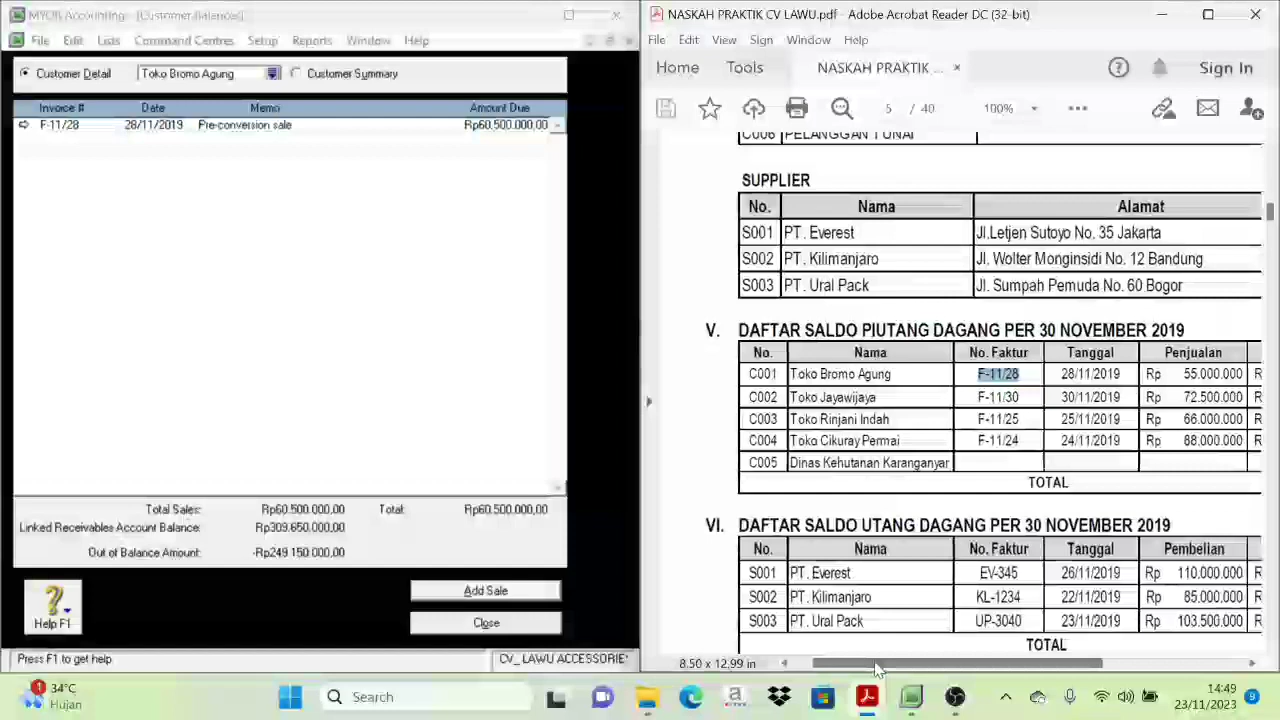 MYOB Accounting - [Customer Balances]
File Edit Lists Command Centres Setup Reports Window Help
Customer Detail Toko Bromo Agung Customer Summary
Invoice # Date Memo Amount Due
F-11/28 28/11/2019 Pre-conversion sale Rp60.500.000,00
Total Sales: Rp60.500.000,00 Total: Rp60.500.000,00
Linked Receivables Account Balance: Rp309.650.000,00
Out of Balance Amount: -Rp249.150.000,00
Add Sale
Help F1
Close
Press F1 to get help CV_ LAWU ACCESSORIE
NASKAH PRAKTIK CV LAWU.pdf - Adobe Acrobat Reader DC (32-bit)
File Edit View Sign Window Help
Home Tools NASKAH PRAKTIK ... × Sign In
5 / 40 100%
C006 PELANGGAN TUNAI
SUPPLIER
No. Nama Alamat
S001 PT. Everest Jl.Letjen Sutoyo No. 35 Jakarta
S002 PT. Kilimanjaro Jl. Wolter Monginsidi No. 12 Bandung
S003 PT. Ural Pack Jl. Sumpah Pemuda No. 60 Bogor
V. DAFTAR SALDO PIUTANG DAGANG PER 30 NOVEMBER 2019
No. Nama No. Faktur Tanggal Penjualan
C001 Toko Bromo Agung F-11/28 28/11/2019 Rp 55.000.000 R
C002 Toko Jayawijaya F-11/30 30/11/2019 Rp 72.500.000 R
C003 Toko Rinjani Indah F-11/25 25/11/2019 Rp 66.000.000 R
C004 Toko Cikuray Permai F-11/24 24/11/2019 Rp 88.000.000 R
C005 Dinas Kehutanan Karanganyar
TOTAL
VI. DAFTAR SALDO UTANG DAGANG PER 30 NOVEMBER 2019
No. Nama No. Faktur Tanggal Pembelian
S001 PT. Everest EV-345 26/11/2019 Rp 110.000.000 R
S002 PT. Kilimanjaro KL-1234 22/11/2019 Rp 85.000.000 R
S003 PT. Ural Pack UP-3040 23/11/2019 Rp 103.500.000 R
TOTAL
8,50 x 12,99 in
1 34°C
Hujan
Search
14:49
23/11/2023
9